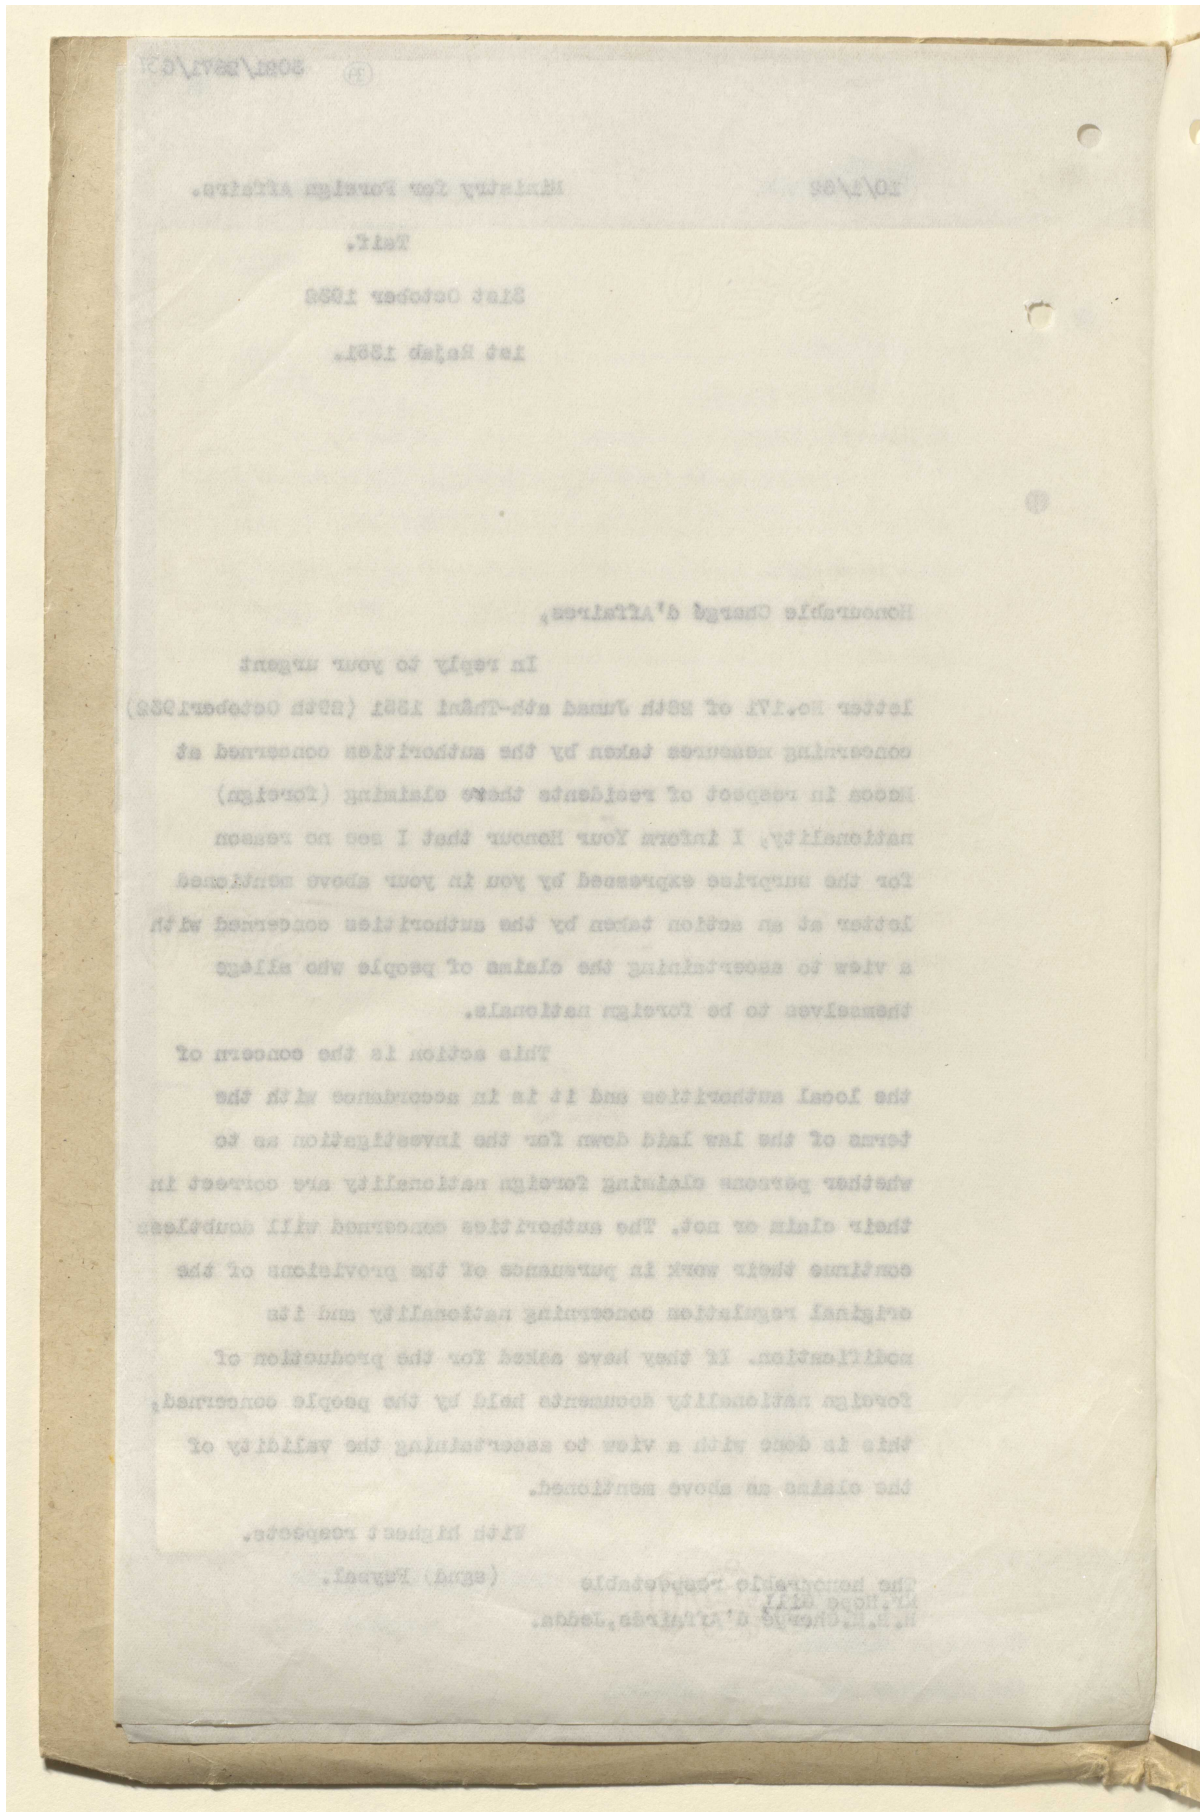 10/1/62 Ministry for Foreign Affairs.
Taif.
31st October 1932
1st Rajab 1351.
Honourable Chargé d'Affaires,
In reply to your urgent
letter No.171 of 28th Jumad ath-Thâni 1351 (29th October1932)
concerning measures taken by the authorities concerned at
Mecca in respect of residents there claiming (foreign)
nationality, I inform Your Honour that I see no reason
for the surprise expressed by you in your above mentioned
letter at an action taken by the authorities concerned with
a view to ascertaining the claims of people who allege
themselves to be foreign nationals.
This action is the concern of
the local authorities and it is in accordance with the
terms of the law laid down for the investigation as to
whether persons claiming foreign nationality are correct in
their claim or not. The authorities concerned will doubtless
continue their work in pursuance of the provisions of the
original regulation concerning nationality and its
modification. If they have asked for the production of
foreign nationality documents held by the people concerned,
this is done with a view to ascertaining the validity of
the claims as above mentioned.
With highest respects.
(sgnd) Feysal.
The honourable respectable
Mr.Hope Gill,
H.B.M.Chargé d'Affaires,Jedda.